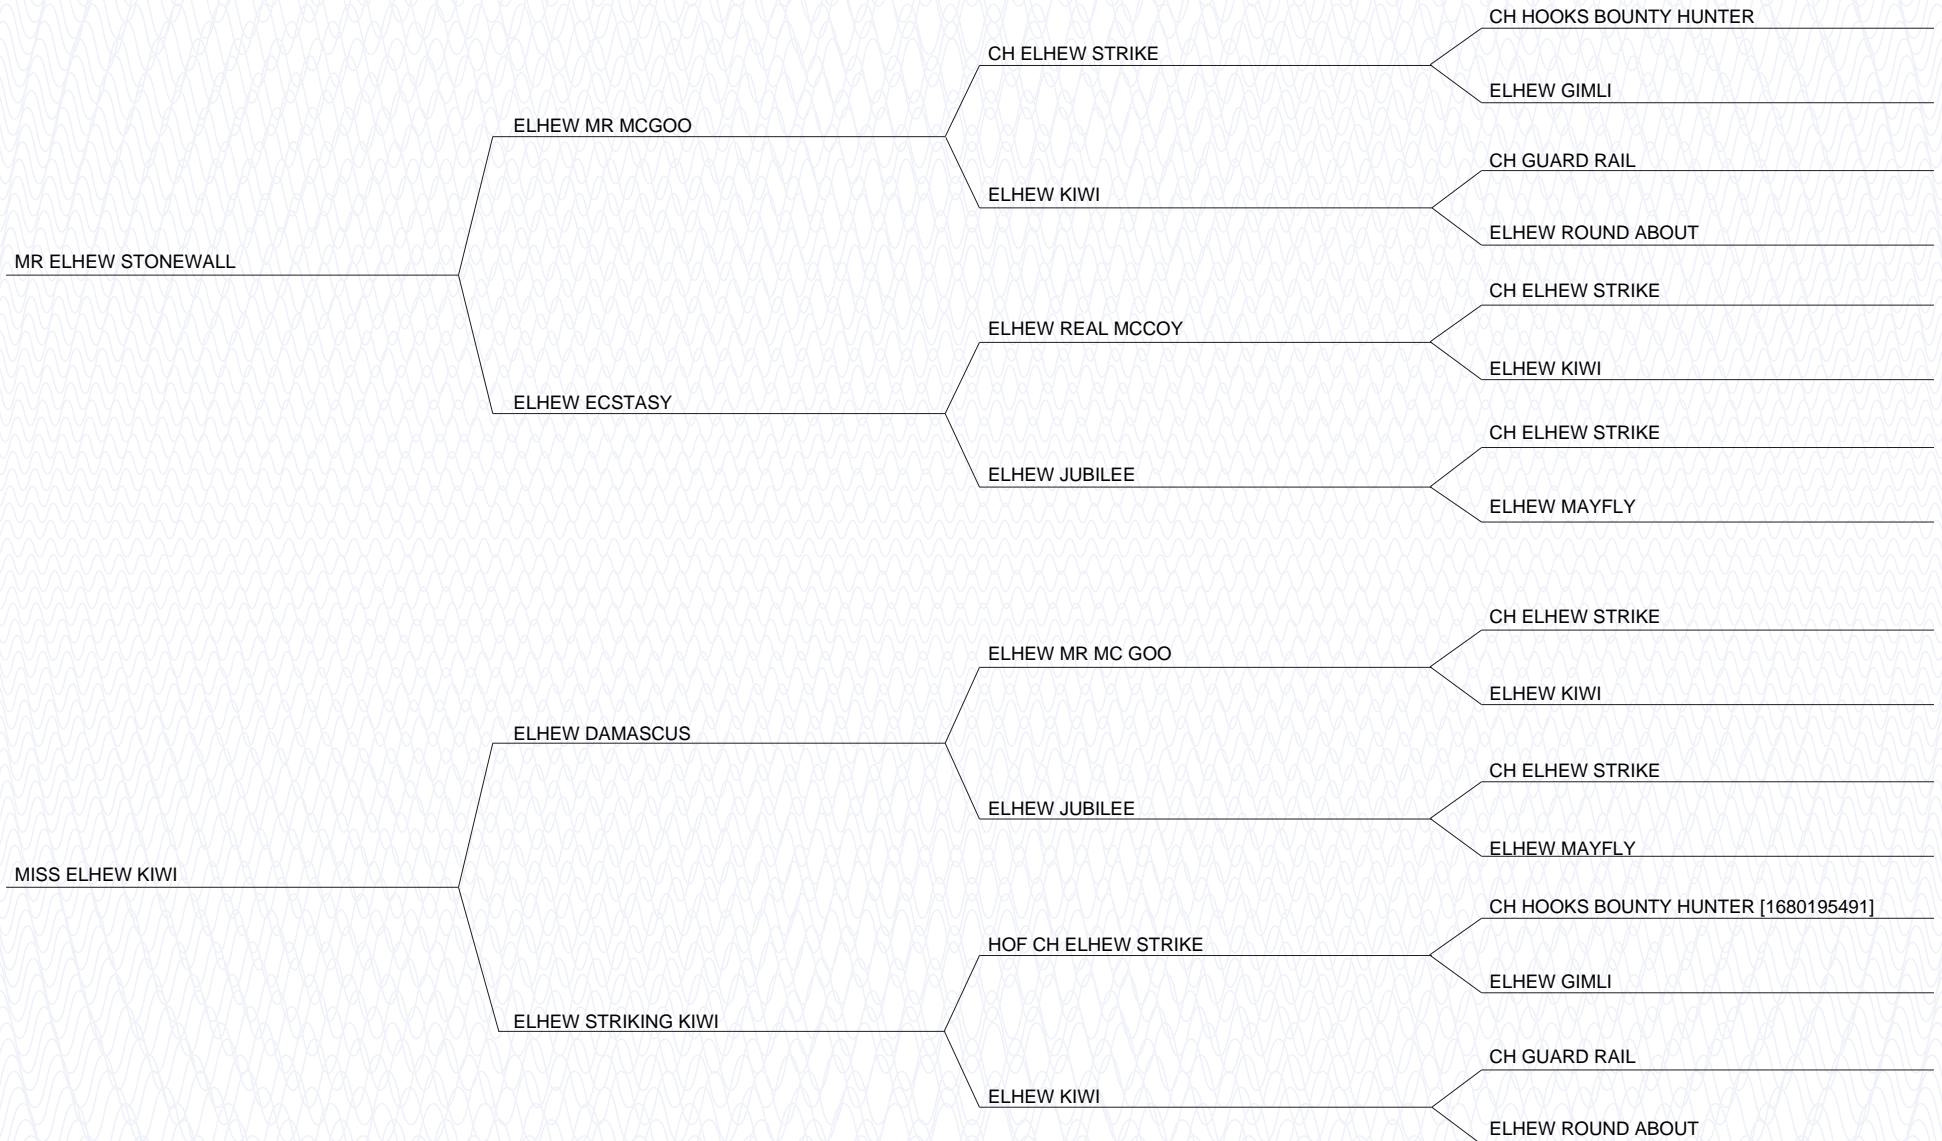 CH HOOKS BOUNTY HUNTER
CH ELHEW STRIKE
ELHEW GIMLI
ELHEW MR MCGOO
CH GUARD RAIL
ELHEW KIWI
ELHEW ROUND ABOUT
MR ELHEW STONEWALL
CH ELHEW STRIKE
ELHEW REAL MCCOY
ELHEW KIWI
ELHEW ECSTASY
CH ELHEW STRIKE
ELHEW JUBILEE
ELHEW MAYFLY
CH ELHEW STRIKE
ELHEW MR MC GOO
ELHEW KIWI
ELHEW DAMASCUS
CH ELHEW STRIKE
ELHEW JUBILEE
ELHEW MAYFLY
MISS ELHEW KIWI
CH HOOKS BOUNTY HUNTER [1680195491]
HOF CH ELHEW STRIKE
ELHEW GIMLI
ELHEW STRIKING KIWI
CH GUARD RAIL
ELHEW KIWI
ELHEW ROUND ABOUT